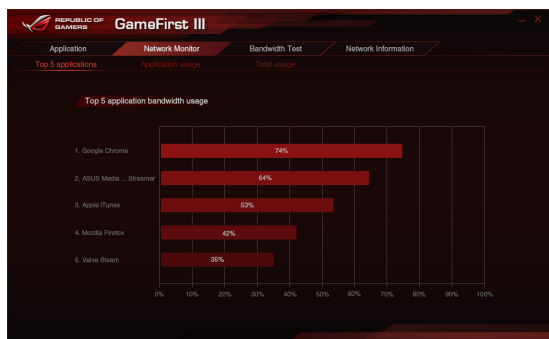 REPUBLIC OF GAMERS GameFirst III
Application Network Monitor Bandwidth Test Network Information
Top 5 applications Application usage Total usage
Top 5 application bandwidth usage
1. Google Chrome 74%
2. ASUS Media ... Streamer 64%
3. Apple iTunes 53%
4. Mozilla Firefox 42%
5. Valve Steam 35%
0% 10% 20% 30% 40% 50% 60% 70% 80% 90% 100%